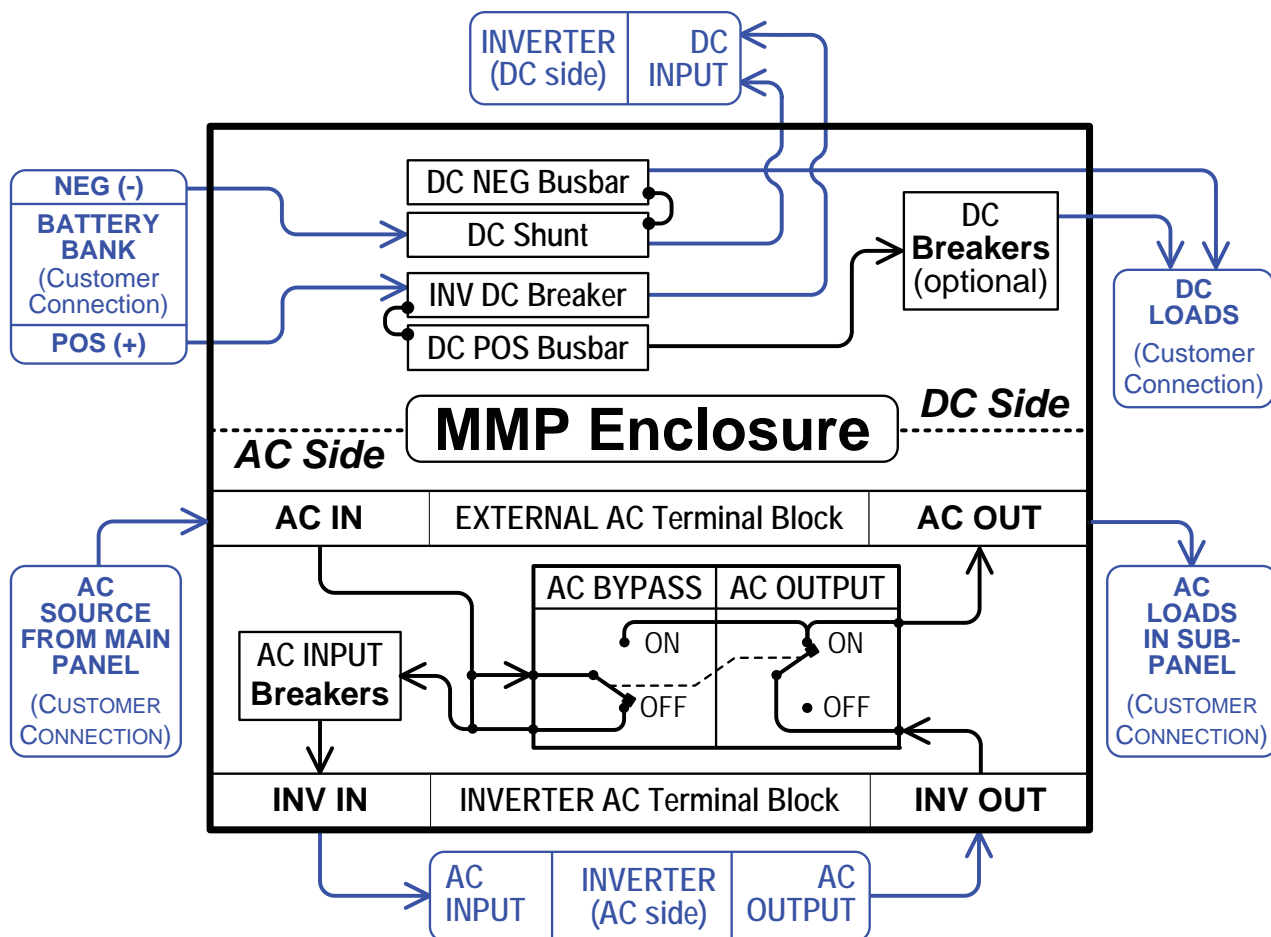 INVERTER
(DC side)
DC
INPUT
NEG (-)
BATTERY
BANK
(Customer
Connection)
POS (+)
DC NEG Busbar
DC Shunt
INV DC Breaker
DC POS Busbar
DC
Breakers
(optional)
DC
LOADS
(Customer
Connection)
MMP Enclosure
DC Side
AC Side
AC IN
EXTERNAL AC Terminal Block
AC OUT
AC
SOURCE
FROM MAIN
PANEL
(CUSTOMER
CONNECTION)
AC BYPASS
AC OUTPUT
ON
OFF
ON
OFF
AC INPUT
Breakers
AC
LOADS
IN SUB-
PANEL
(CUSTOMER
CONNECTION)
INV IN
INVERTER AC Terminal Block
INV OUT
AC
INPUT
INVERTER
(AC side)
AC
OUTPUT